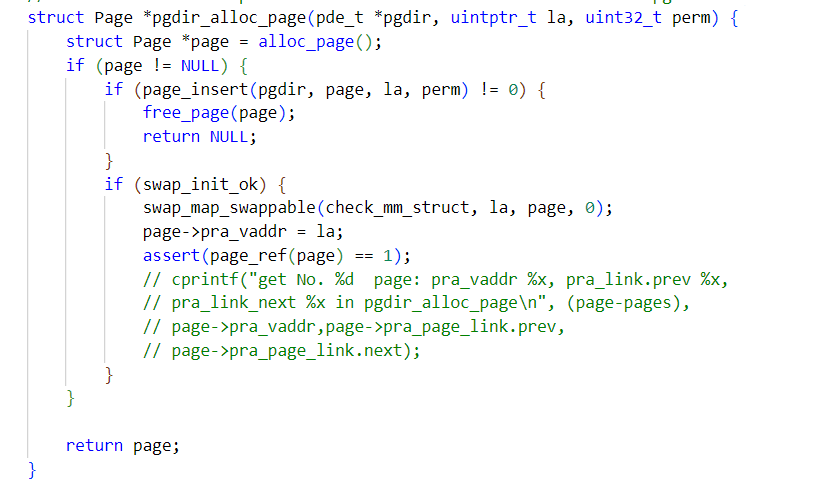 struct Page *pgdir_alloc_page(pde_t *pgdir, uintptr_t la, uint32_t perm) {
    struct Page *page = alloc_page();
    if (page != NULL) {
        if (page_insert(pgdir, page, la, perm) != 0) {
            free_page(page);
            return NULL;
        }
        if (swap_init_ok) {
            swap_map_swappable(check_mm_struct, la, page, 0);
            page->pra_vaddr = la;
            assert(page_ref(page) == 1);
            // cprintf("get No. %d  page: pra_vaddr %x, pra_link.prev %x,
            // pra_link_next %x in pgdir_alloc_page\n", (page-pages),
            // page->pra_vaddr,page->pra_page_link.prev,
            // page->pra_page_link.next);
        }
    }
    return page;
}